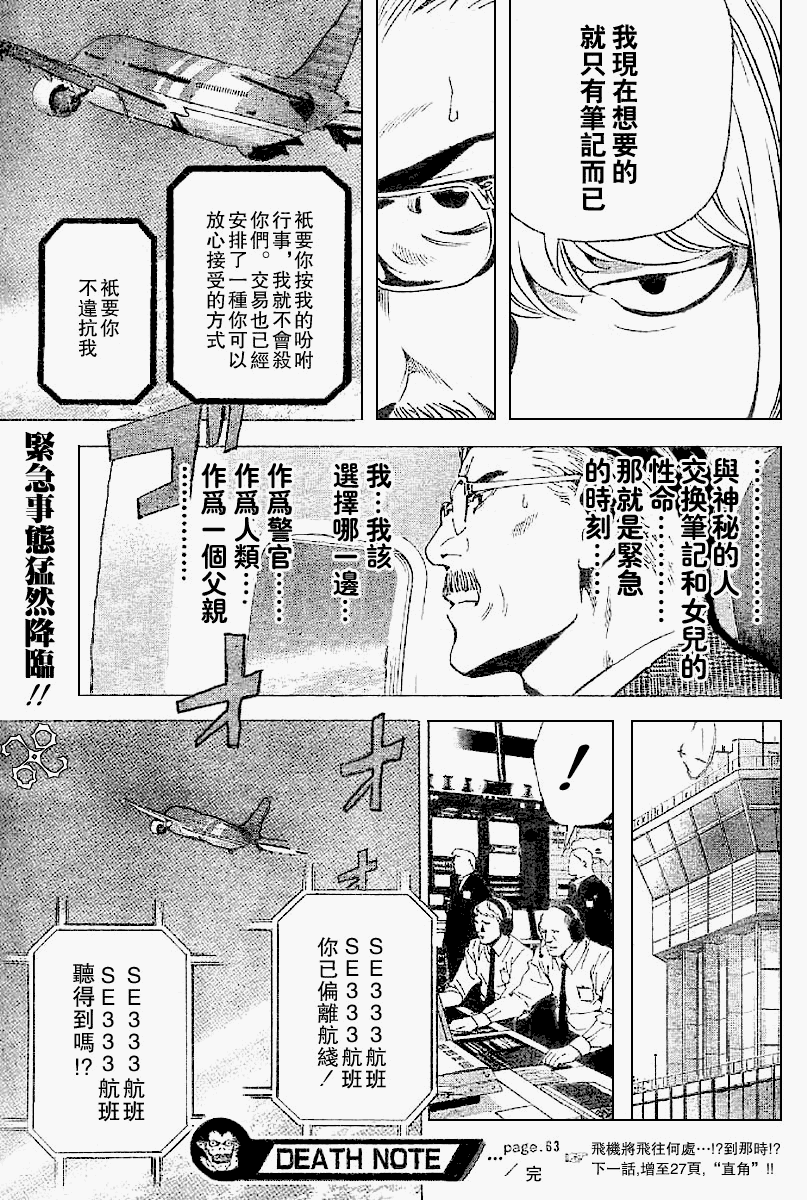 我現在想要的
就只有筆記而已
衹要你按我的吩咐
行事，我就不會殺
你們。交易也已經
安排了一種你可以
放心接受的方式
衹要你
不違抗我
…………………
與神秘的人
交换筆記和女兒的
性命…………
那就是緊急
的時刻……
我…我該
選擇哪一邊…
作爲警官……
作爲人類…
作爲一個父親
…………
ゴオオオ
緊急事態猛然降臨!!
！
SE333航班
SE333航班
你已偏離航綫！
SE333航班
SE333航班
聽得到嗎!?
DEATH NOTE
…page.63
/完
飛機將飛往何處…!?到那時!?
下一話,增至27頁,“直角”!!